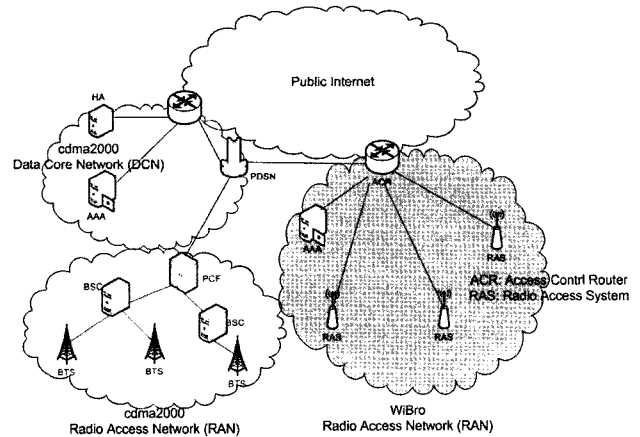 Public Internet
HA
cdma2000
Data Core Network (DCN)
PDSN
ACR
AAA
AAA
RAS
PCF
ACR: Access Contrl Router
RAS: Radio Access System
BSC
BSC
RAS
RAS
BTS
BTS
BTS
cdma2000
Radio Access Network (RAN)
WiBro
Radio Access Network (RAN)